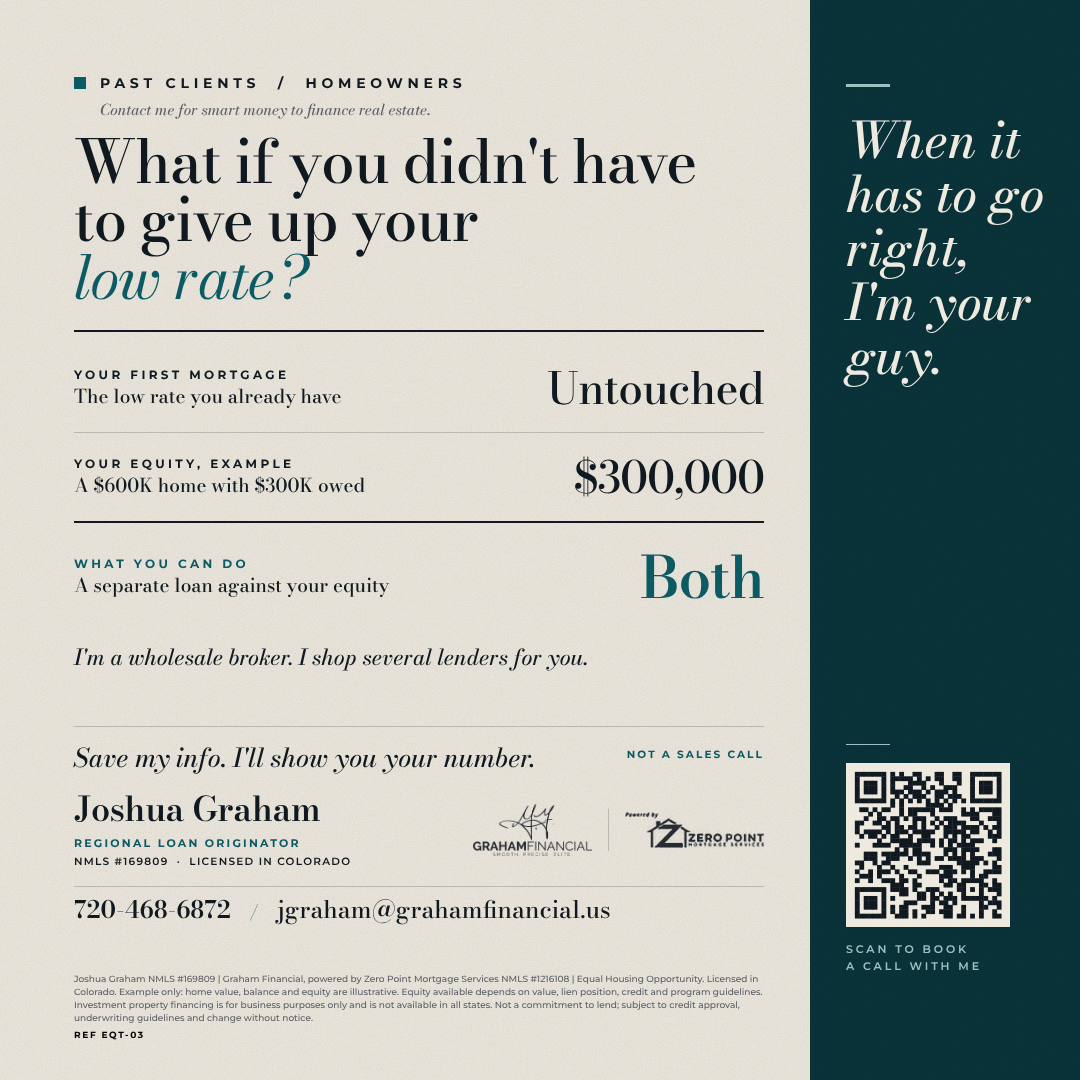 PAST CLIENTS / HOMEOWNERS
Contact me for smart money to finance real estate.
What if you didn't have
to give up your
low rate?
YOUR FIRST MORTGAGE
The low rate you already have
Untouched
YOUR EQUITY, EXAMPLE
A $600K home with $300K owed
$300,000
WHAT YOU CAN DO
A separate loan against your equity
Both
I'm a wholesale broker. I shop several lenders for you.
Save my info. I'll show you your number.
NOT A SALES CALL
Joshua Graham
REGIONAL LOAN ORIGINATOR
NMLS #169809 · LICENSED IN COLORADO
GRAHAMFINANCIAL
SMOOTH. PRECISE. ELITE.
Powered by
ZERO POINT
MORTGAGE SERVICES
720-468-6872 / jgraham@grahamfinancial.us
Joshua Graham NMLS #169809 | Graham Financial, powered by Zero Point Mortgage Services NMLS #1216108 | Equal Housing Opportunity. Licensed in
Colorado. Example only: home value, balance and equity are illustrative. Equity available depends on value, lien position, credit and program guidelines.
Investment property financing is for business purposes only and is not available in all states. Not a commitment to lend; subject to credit approval,
underwriting guidelines and change without notice.
REF EQT-03
When it
has to go
right,
I'm your
guy.
SCAN TO BOOK
A CALL WITH ME